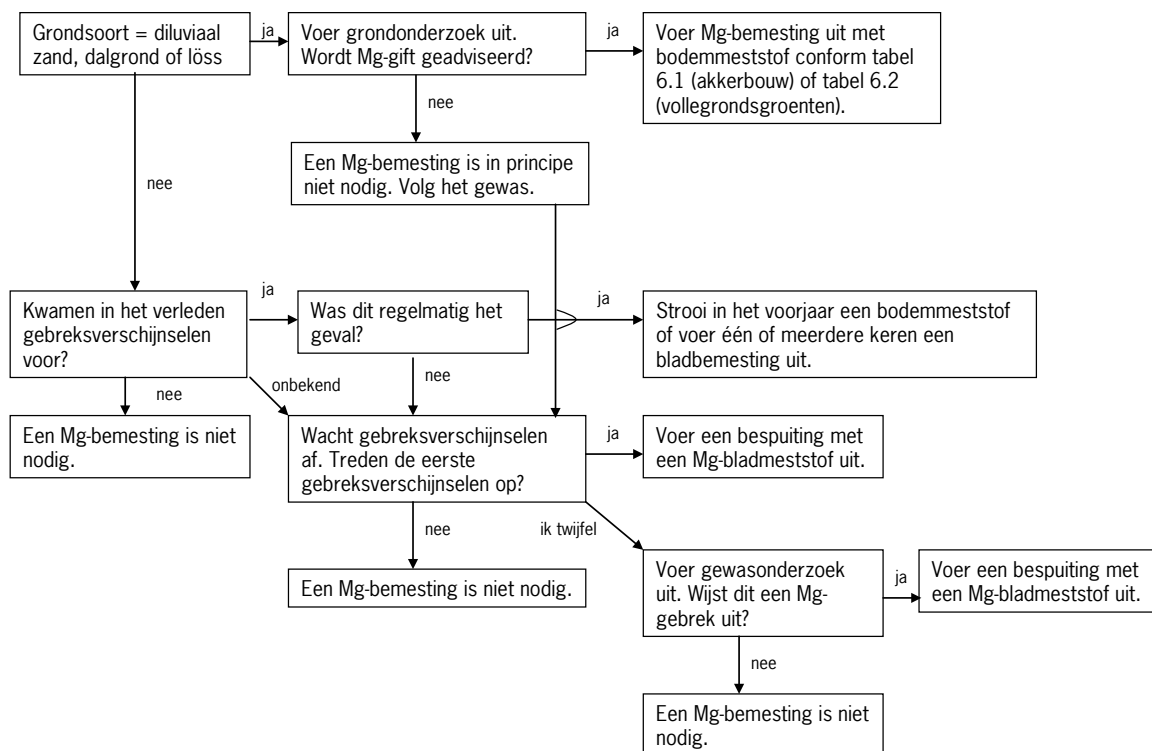 Grondsoort = diluviaal
zand, dalgrond of löss
ja
Voer grondonderzoek uit.
Wordt Mg-gift geadviseerd?
ja
Voer Mg-bemesting uit met
bodemmeststof conform tabel
6.1 (akkerbouw) of tabel 6.2
(vollegrondsgroenten).
nee
nee
Een Mg-bemesting is in principe
niet nodig. Volg het gewas.
Kwamen in het verleden
gebreksverschijnselen
voor?
ja
Was dit regelmatig het
geval?
ja
Strooi in het voorjaar een bodemmeststof
of voer één of meerdere keren een
bladbemesting uit.
nee
onbekend
nee
Een Mg-bemesting is niet
nodig.
Wacht gebreksverschijnselen
af. Treden de eerste
gebreksverschijnselen op?
ja
Voer een bespuiting met
een Mg-bladmeststof uit.
nee
ik twijfel
Een Mg-bemesting is niet nodig.
Voer gewasonderzoek
uit. Wijst dit een Mg-
gebrek uit?
ja
Voer een bespuiting met
een Mg-bladmeststof uit.
nee
Een Mg-bemesting is niet
nodig.